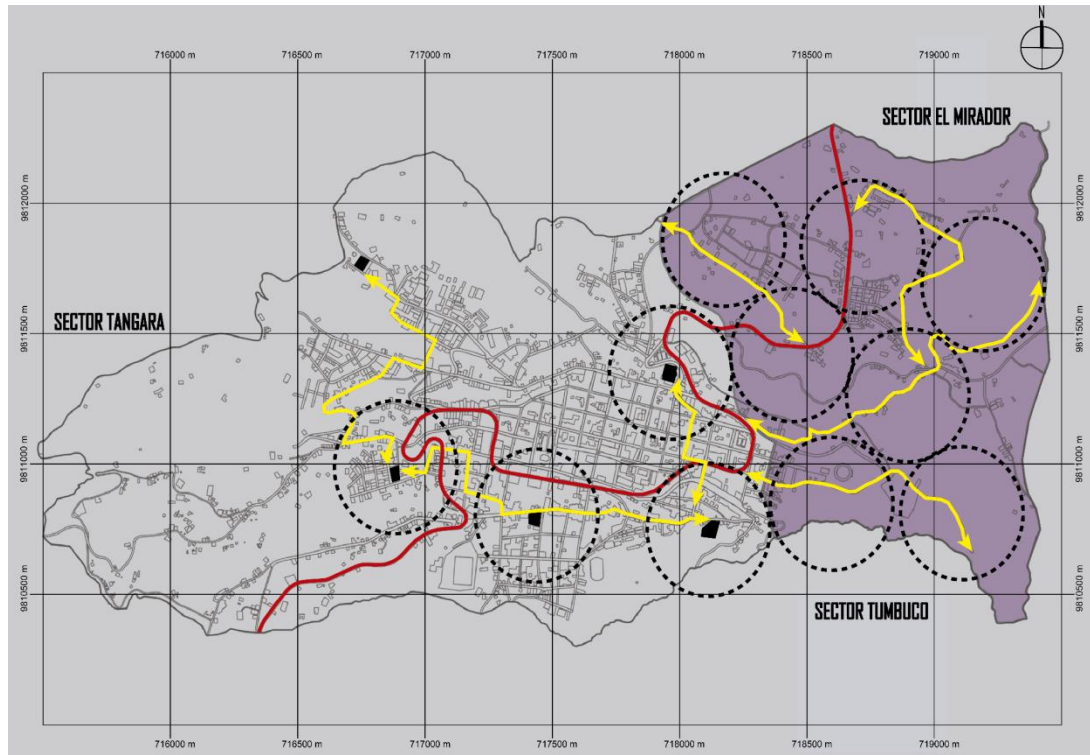 N
716000 m 716500 m 717000 m 717500 m 718000 m 718500 m 719000 m
SECTOR EL MIRADOR
9812000 m 9812000 m
SECTOR TANGARA
9811500 m 9811500 m
9811000 m 9811000 m
9810500 m 9810500 m
SECTOR TUMBUCO
716000 m 716500 m 717000 m 717500 m 718000 m 718500 m 719000 m